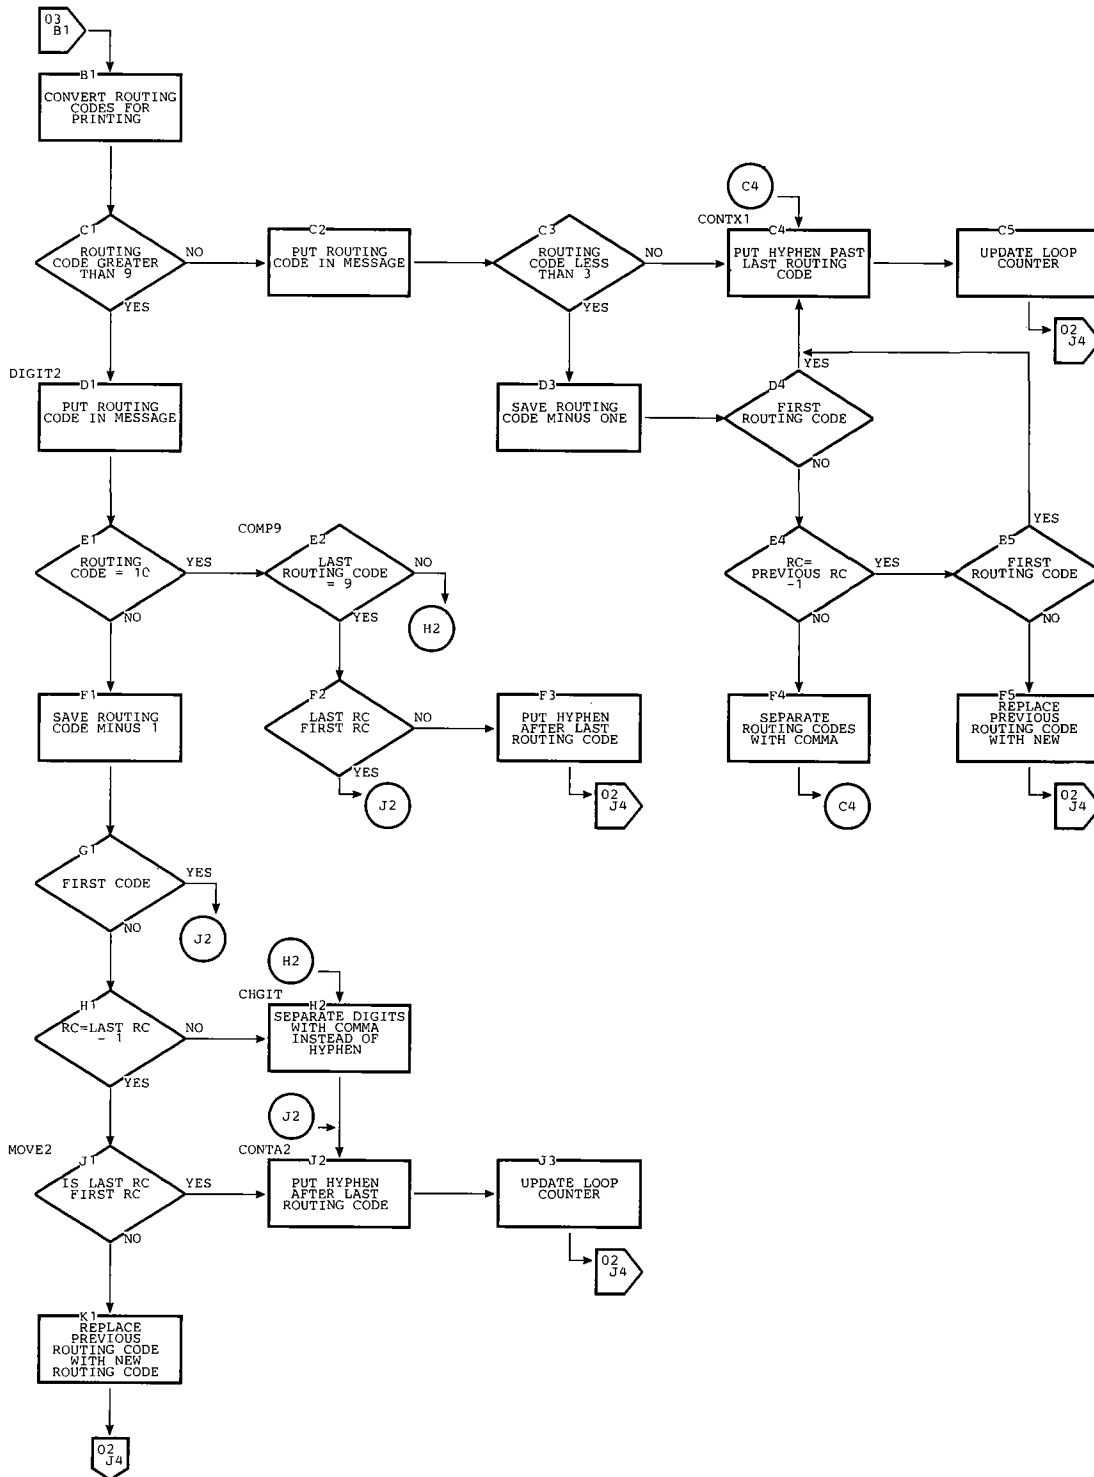 03
B1
B1
CONVERT ROUTING
CODES FOR
PRINTING
C1
ROUTING
CODE GREATER
THAN 9
NO
YES
C2
PUT ROUTING
CODE IN MESSAGE
C3
ROUTING
CODE LESS
THAN 3
NO
YES
C4
CONTX1
C4
PUT HYPHEN PAST
LAST ROUTING
CODE
C5
UPDATE LOOP
COUNTER
02
J4
DIGIT2
D1
PUT ROUTING
CODE IN MESSAGE
D3
SAVE ROUTING
CODE MINUS ONE
YES
D4
FIRST
ROUTING CODE
NO
E1
ROUTING
CODE = 10
YES
NO
COMP9
E2
LAST
ROUTING CODE
= 9
NO
YES
H2
E4
RC=
PREVIOUS RC
-1
YES
NO
YES
E5
FIRST
ROUTING CODE
NO
F1
SAVE ROUTING
CODE MINUS 1
F2
LAST RC
FIRST RC
NO
YES
J2
F3
PUT HYPHEN
AFTER LAST
ROUTING CODE
02
J4
F4
SEPARATE
ROUTING CODES
WITH COMMA
C4
F5
REPLACE
PREVIOUS
ROUTING CODE
WITH NEW
02
J4
G1
FIRST CODE
YES
NO
J2
H2
H1
RC=LAST RC
- 1
NO
YES
CHGIT
H2
SEPARATE DIGITS
WITH COMMA
INSTEAD OF
HYPHEN
J2
MOVE2
J1
IS LAST RC
FIRST RC
YES
NO
CONTA2
J2
PUT HYPHEN
AFTER LAST
ROUTING CODE
J3
UPDATE LOOP
COUNTER
02
J4
K1
REPLACE
PREVIOUS
ROUTING CODE
WITH NEW
ROUTING CODE
02
J4